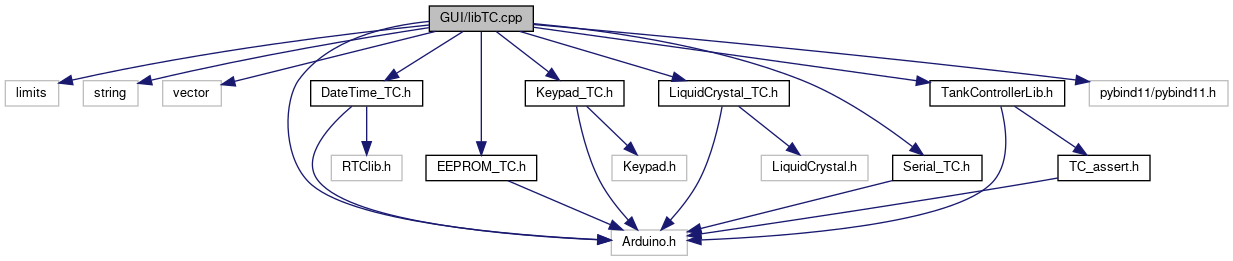 GUI/libTC.cpp
limits
string
vector
DateTime_TC.h
Keypad_TC.h
LiquidCrystal_TC.h
TankControllerLib.h
pybind11/pybind11.h
RTClib.h
EEPROM_TC.h
Keypad.h
LiquidCrystal.h
Serial_TC.h
TC_assert.h
Arduino.h